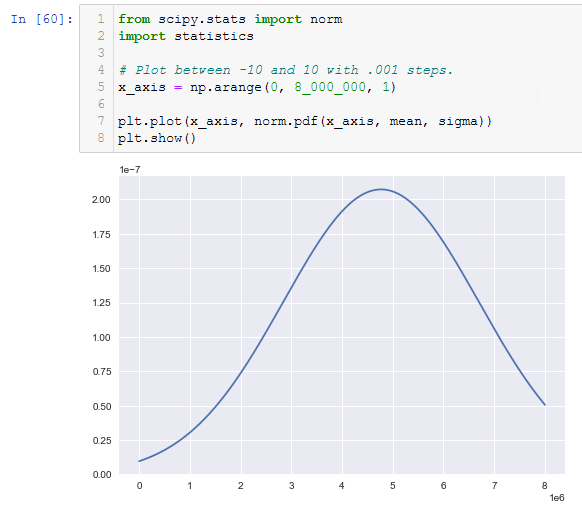 In [60]:
1 from scipy.stats import norm
2 import statistics
3
4 # Plot between -10 and 10 with .001 steps.
5 x_axis = np.arange(0, 8_000_000, 1)
6
7 plt.plot(x_axis, norm.pdf(x_axis, mean, sigma))
8 plt.show()
1e-7
2.00
1.75
1.50
1.25
1.00
0.75
0.50
0.25
0.00
0 1 2 3 4 5 6 7 8
1e6